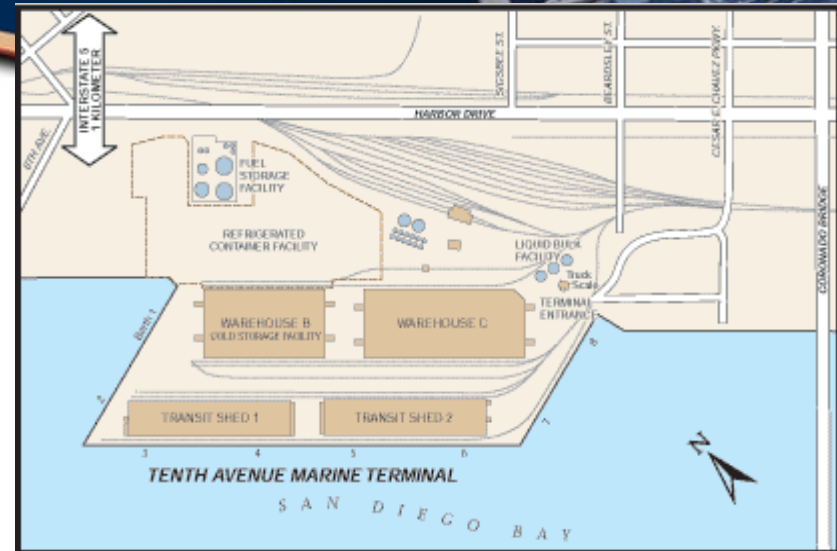 INTERSTATE 5
1 KILOMETER
8TH AVE.
SIGSBEE ST.
BEARDSLEY ST.
CESAR E. CHAVEZ PKWY.
HARBOR DRIVE
CORONADO BRIDGE
FUEL
STORAGE
FACILITY
REFRIGERATED
CONTAINER FACILITY
LIQUID BULK
FACILITY
Truck
Scale
TERMINAL
ENTRANCE
Berth 1
WAREHOUSE B
COLD STORAGE FACILITY
WAREHOUSE C
2
8
7
TRANSIT SHED 1
TRANSIT SHED 2
3
4
5
6
TENTH AVENUE MARINE TERMINAL
N
SAN DIEGO BAY